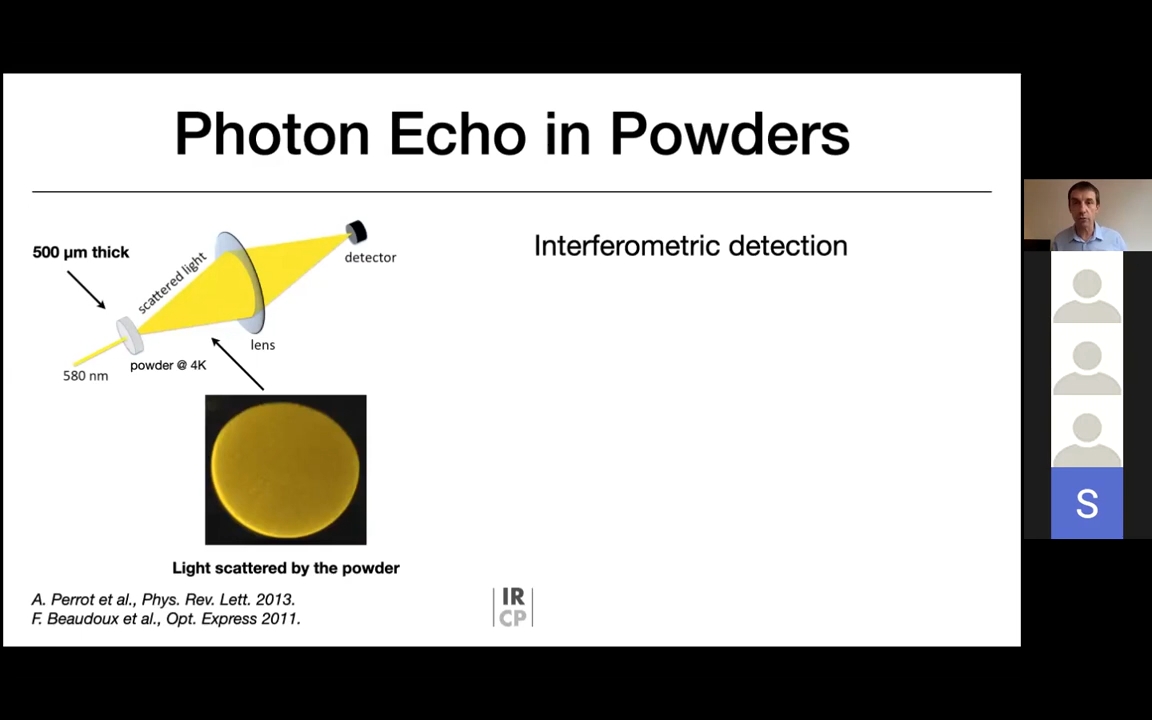 Photon Echo in Powders
500 µm thick
scattered light
detector
lens
powder @ 4K
580 nm
Interferometric detection
Light scattered by the powder
A. Perrot et al., Phys. Rev. Lett. 2013.
F. Beaudoux et al., Opt. Express 2011.
IR
CP
S